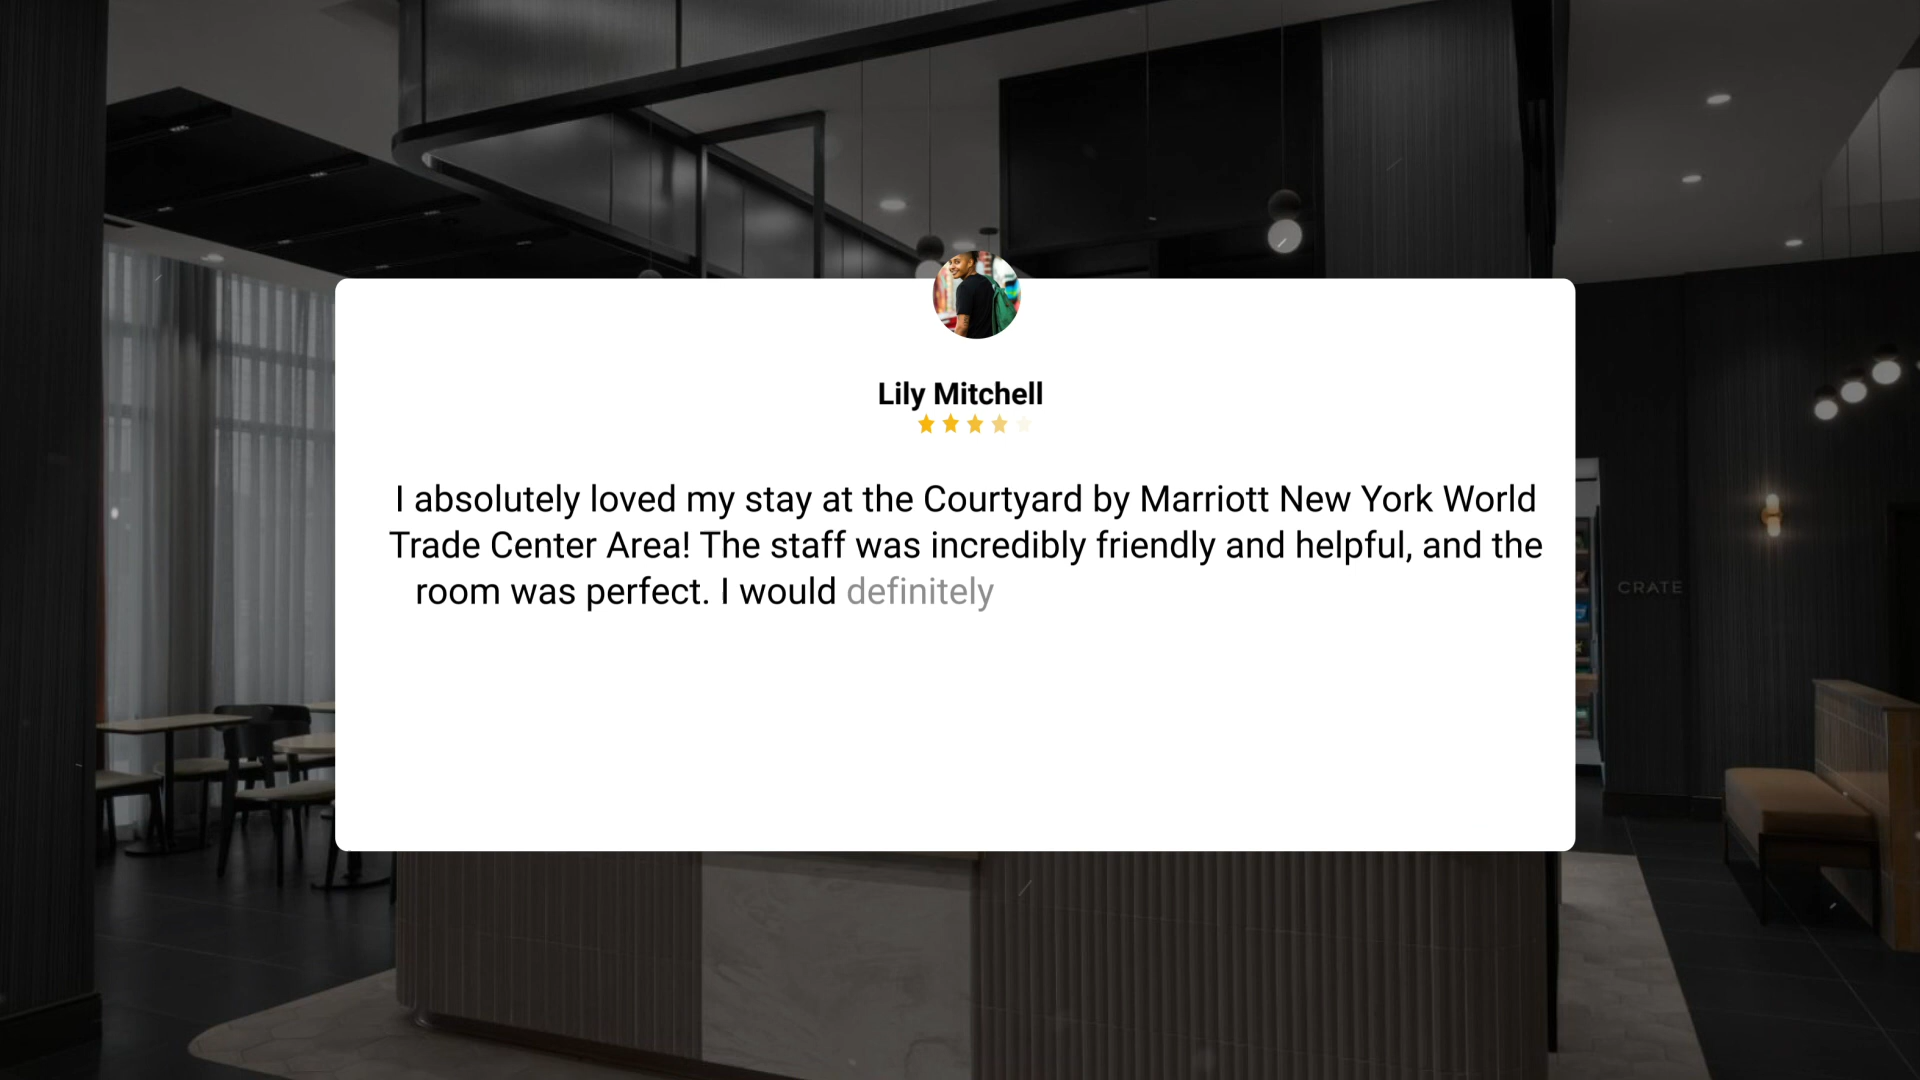 Lily Mitchell
I absolutely loved my stay at the Courtyard by Marriott New York World
Trade Center Area! The staff was incredibly friendly and helpful, and the
room was perfect. I would definitely
CRATE